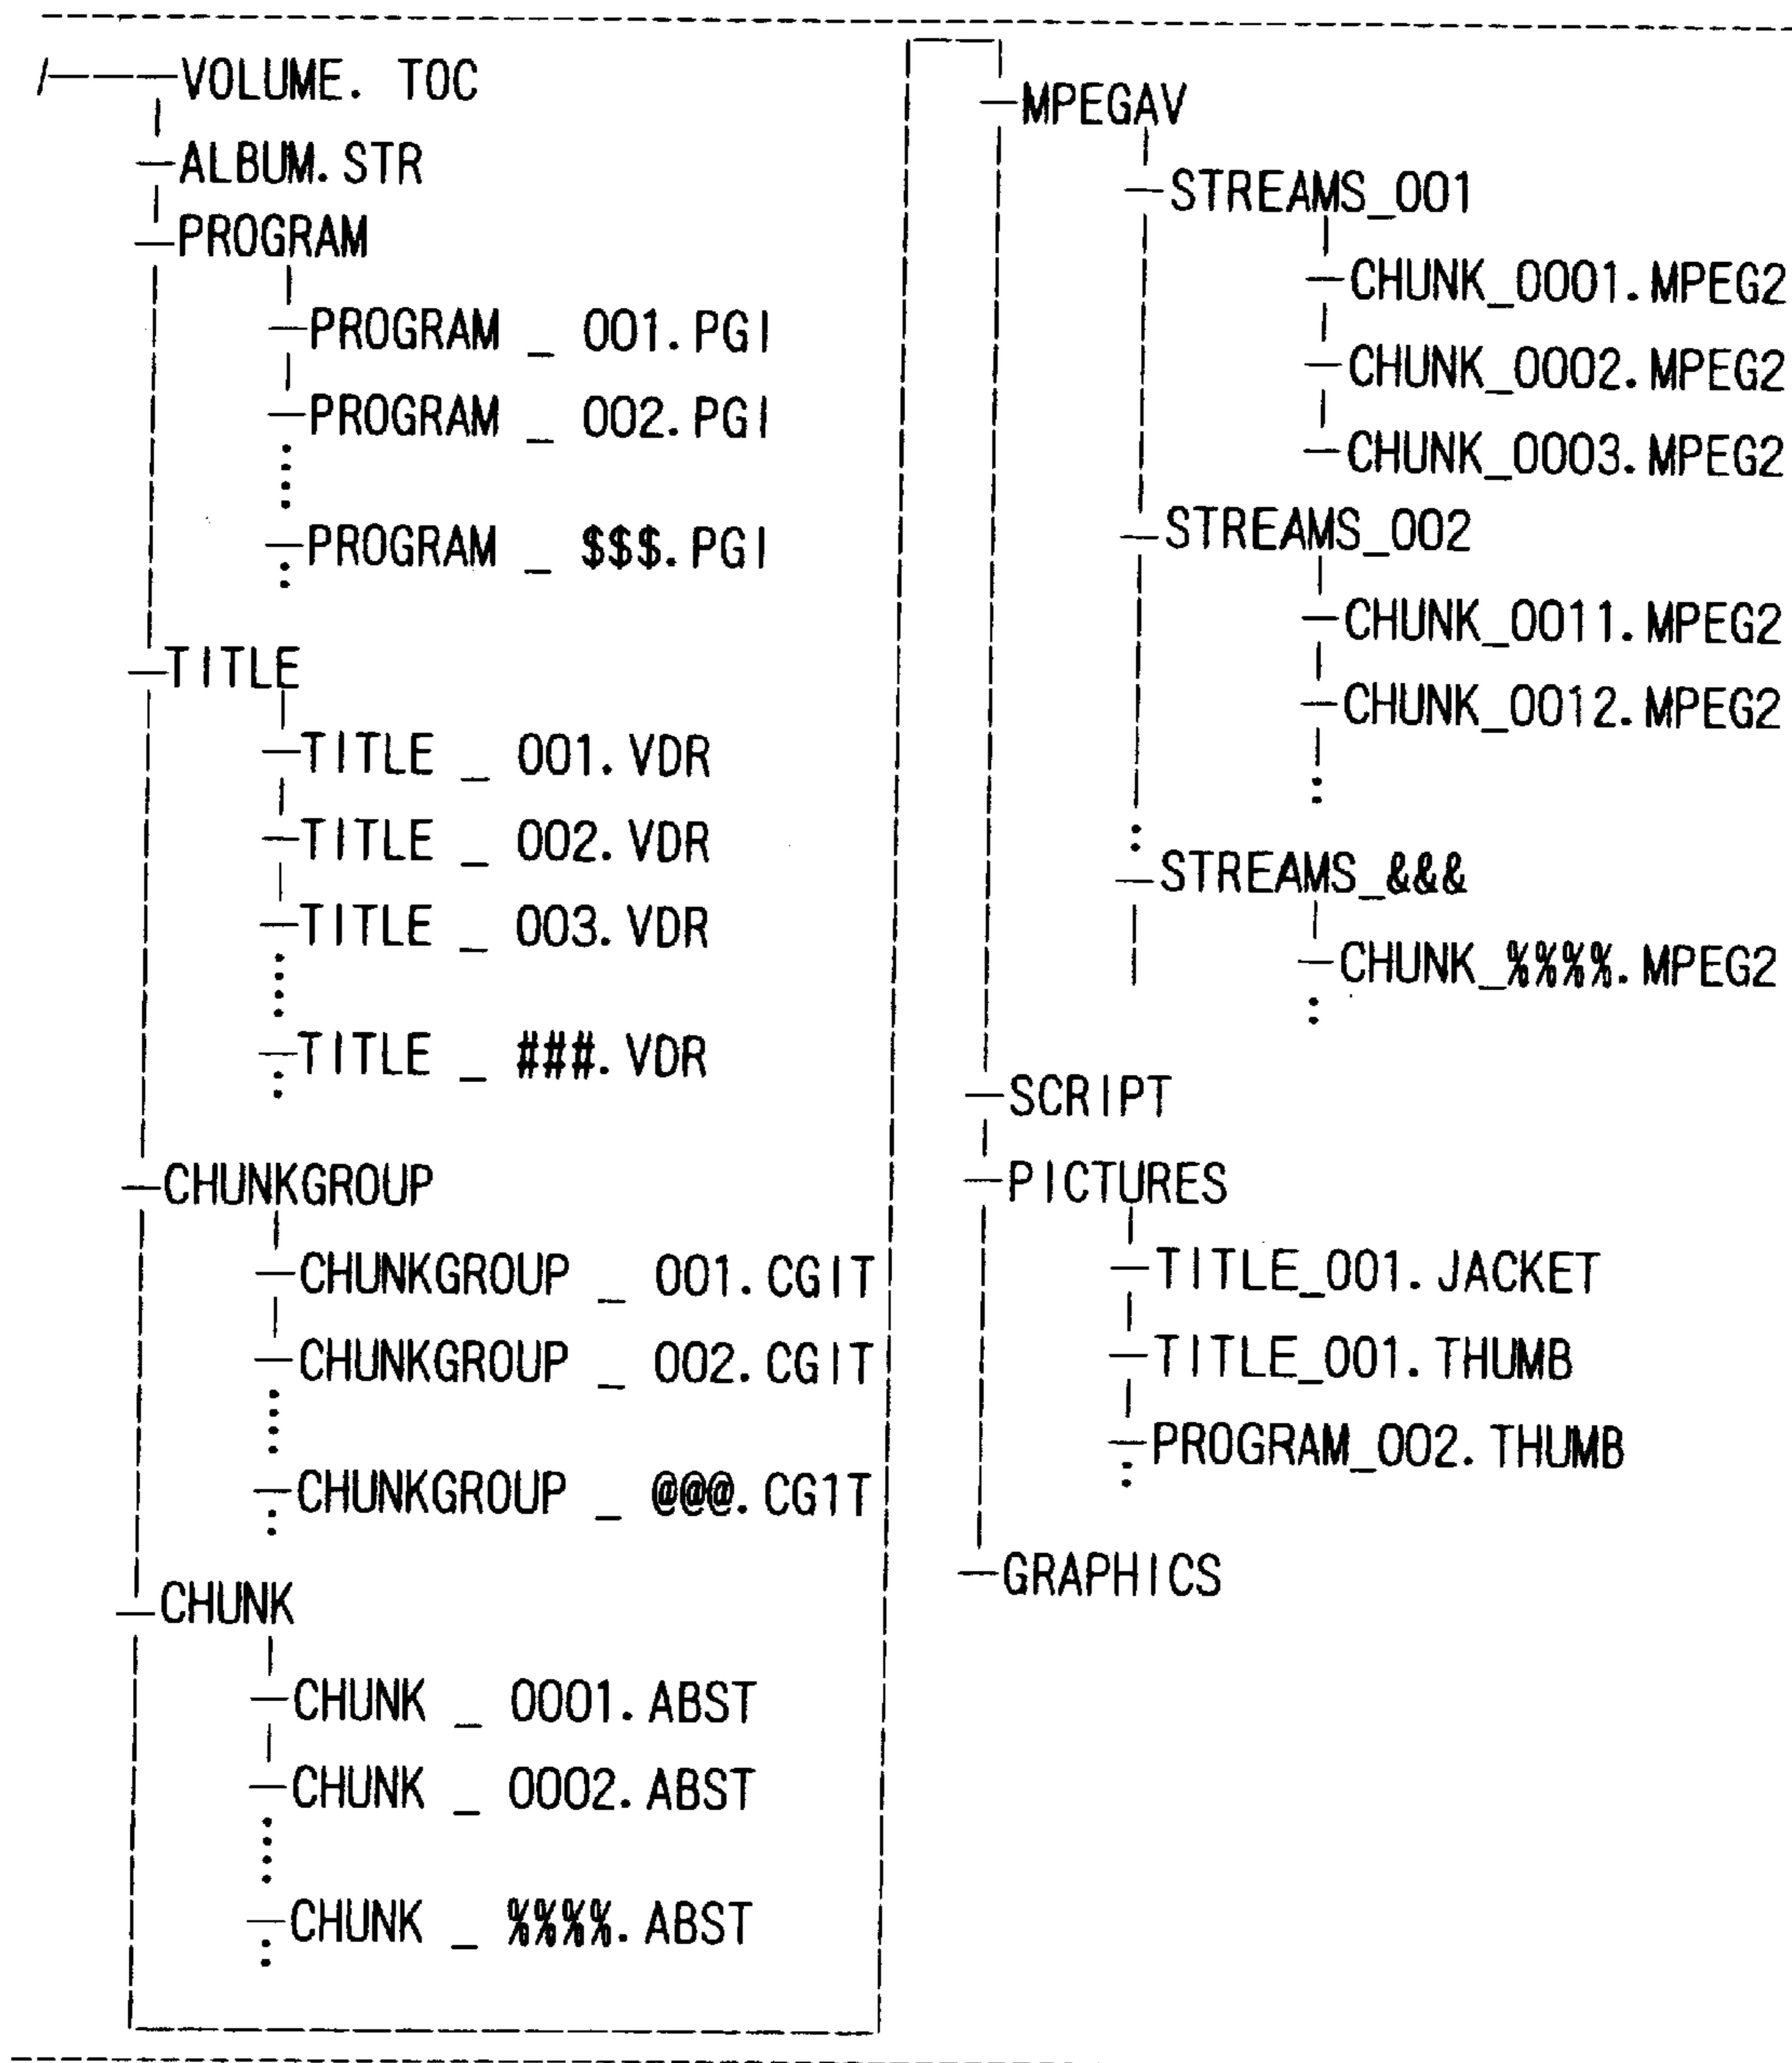 /VOLUME. TOC
ALBUM. STR
PROGRAM
PROGRAM _ 001. PGI
PROGRAM _ 002. PGI
PROGRAM _ $$$. PGI
TITLE
TITLE _ 001. VDR
TITLE _ 002. VDR
TITLE _ 003. VDR
TITLE _ ###. VDR
CHUNKGROUP
CHUNKGROUP _ 001. CGIT
CHUNKGROUP _ 002. CGIT
CHUNKGROUP _ @@@. CG1T
CHUNK
CHUNK _ 0001. ABST
CHUNK _ 0002. ABST
CHUNK _ %%%%. ABST
MPEGAV
STREAMS_001
CHUNK_0001. MPEG2
CHUNK_0002. MPEG2
CHUNK_0003. MPEG2
STREAMS_002
CHUNK_0011. MPEG2
CHUNK_0012. MPEG2
STREAMS_&&&
CHUNK_%%%%. MPEG2
SCRIPT
PICTURES
TITLE_001. JACKET
TITLE_001. THUMB
PROGRAM_002. THUMB
GRAPHICS